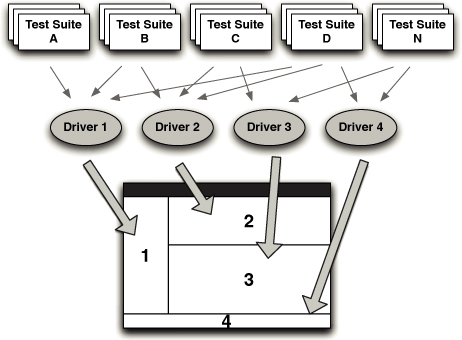 Test Suite
A
Test Suite
B
Test Suite
C
Test Suite
D
Test Suite
N
Driver 1
Driver 2
Driver 3
Driver 4
2
1
3
4